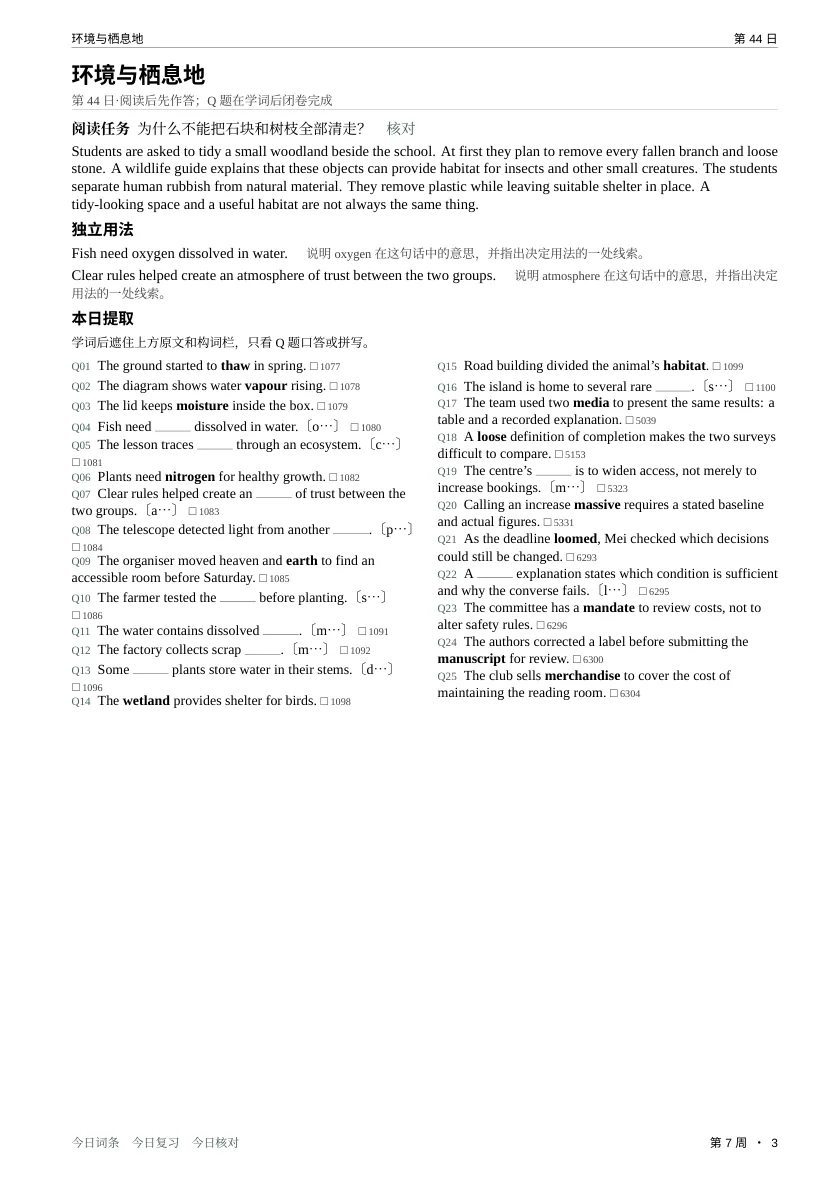 环境与栖息地
第 44 日
环境与栖息地
第 44 日·阅读后先作答；Q 题在学词后闭卷完成
阅读任务 为什么不能把石块和树枝全部清走？ 核对
Students are asked to tidy a small woodland beside the school. At first they plan to remove every fallen branch and loose
stone. A wildlife guide explains that these objects can provide habitat for insects and other small creatures. The students
separate human rubbish from natural material. They remove plastic while leaving suitable shelter in place. A
tidy-looking space and a useful habitat are not always the same thing.
独立用法
Fish need oxygen dissolved in water. 说明 oxygen 在这句话中的意思，并指出决定用法的一处线索。
Clear rules helped create an atmosphere of trust between the two groups. 说明 atmosphere 在这句话中的意思，并指出决定
用法的一处线索。
本日提取
学词后遮住上方原文和构词栏，只看 Q 题口答或拼写。
Q01 The ground started to thaw in spring. □ 1077
Q02 The diagram shows water vapour rising. □ 1078
Q03 The lid keeps moisture inside the box. □ 1079
Q04 Fish need _____ dissolved in water.〔o…〕 □ 1080
Q05 The lesson traces _____ through an ecosystem.〔c…〕
□ 1081
Q06 Plants need nitrogen for healthy growth. □ 1082
Q07 Clear rules helped create an _____ of trust between the
two groups.〔a…〕 □ 1083
Q08 The telescope detected light from another _____.〔p…〕
□ 1084
Q09 The organiser moved heaven and earth to find an
accessible room before Saturday. □ 1085
Q10 The farmer tested the _____ before planting.〔s…〕
□ 1086
Q11 The water contains dissolved _____.〔m…〕 □ 1091
Q12 The factory collects scrap _____.〔m…〕 □ 1092
Q13 Some _____ plants store water in their stems.〔d…〕
□ 1096
Q14 The wetland provides shelter for birds. □ 1098
Q15 Road building divided the animal’s habitat. □ 1099
Q16 The island is home to several rare _____.〔s…〕 □ 1100
Q17 The team used two media to present the same results: a
table and a recorded explanation. □ 5039
Q18 A loose definition of completion makes the two surveys
difficult to compare. □ 5153
Q19 The centre’s _____ is to widen access, not merely to
increase bookings.〔m…〕 □ 5323
Q20 Calling an increase massive requires a stated baseline
and actual figures. □ 5331
Q21 As the deadline loomed, Mei checked which decisions
could still be changed. □ 6293
Q22 A _____ explanation states which condition is sufficient
and why the converse fails.〔l…〕 □ 6295
Q23 The committee has a mandate to review costs, not to
alter safety rules. □ 6296
Q24 The authors corrected a label before submitting the
manuscript for review. □ 6300
Q25 The club sells merchandise to cover the cost of
maintaining the reading room. □ 6304
今日词条 今日复习 今日核对
第 7 周 · 3